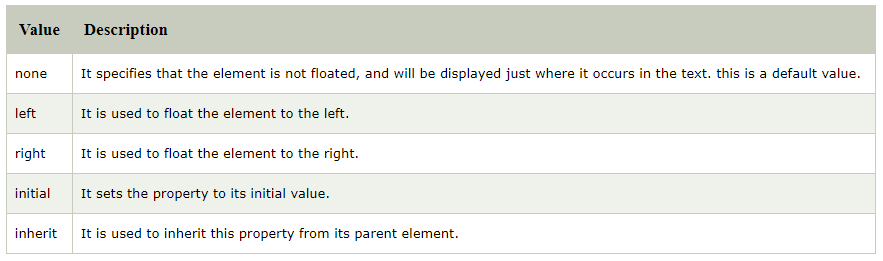 Value Description
none It specifies that the element is not floated, and will be displayed just where it occurs in the text. this is a default value.
left It is used to float the element to the left.
right It is used to float the element to the right.
initial It sets the property to its initial value.
inherit It is used to inherit this property from its parent element.